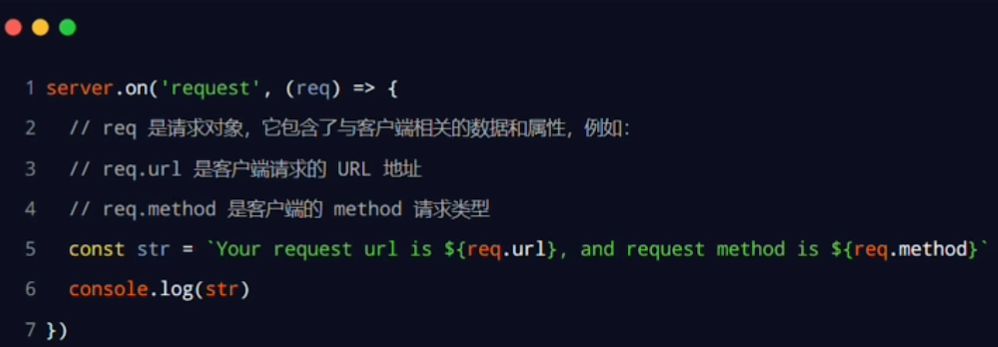 1 server.on('request', (req) => {
2 // req 是请求对象，它包含了与客户端相关的数据和属性，例如：
3 // req.url 是客户端请求的 URL 地址
4 // req.method 是客户端的 method 请求类型
5 const str = `Your request url is ${req.url}, and request method is ${req.method}`
6 console.log(str)
7 })